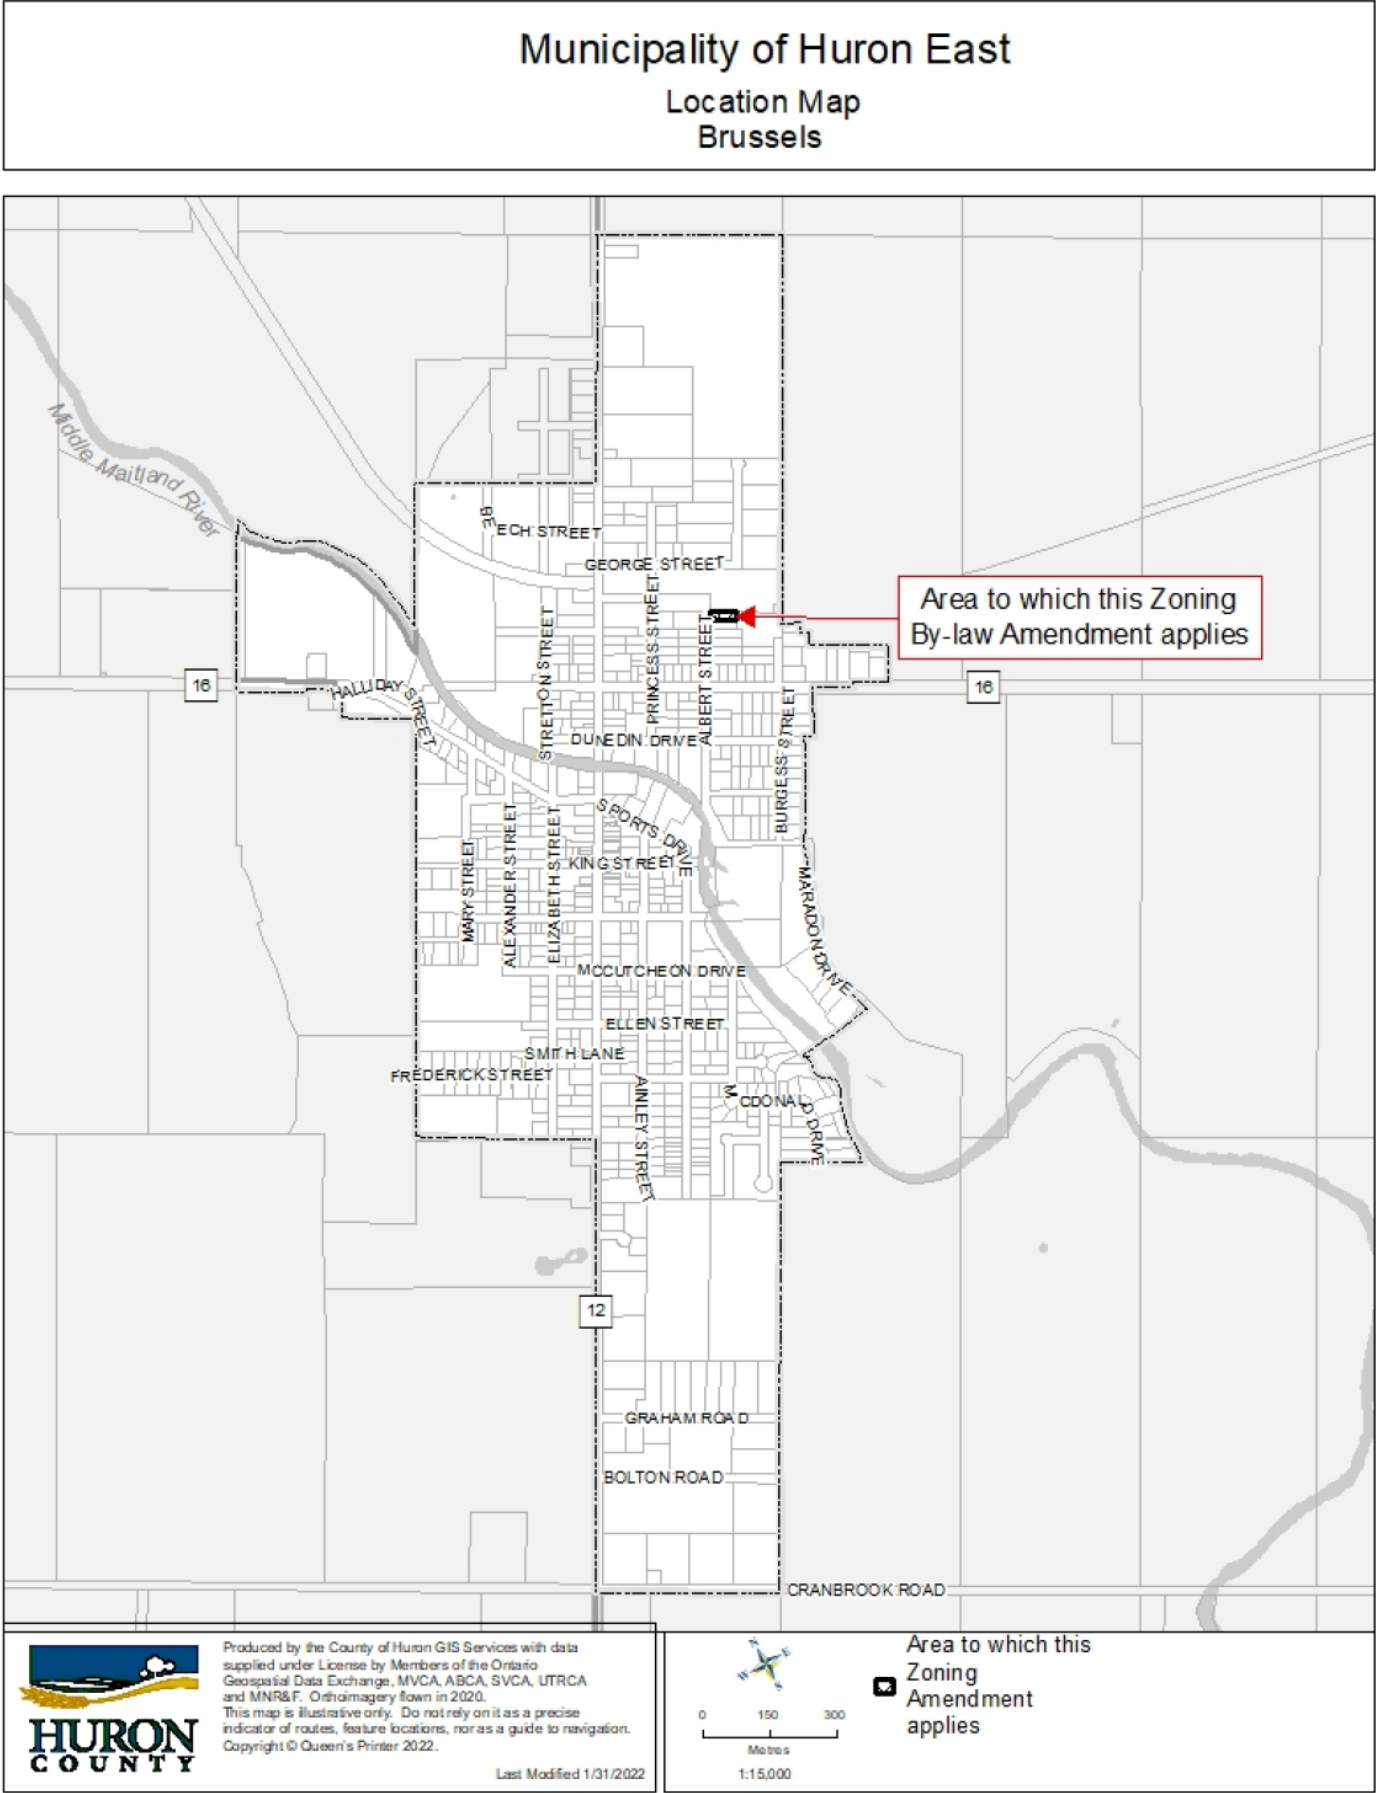 Municipality of Huron East
Location Map
Brussels
Middle Maitland River
BEECH STREET
GEORGE STREET
PRINCESS STREET
ALBERT STREET
STRETTON STREET
Area to which this Zoning
By-law Amendment applies
16
16
HALLIDAY STREET
DUNEDIN DRIVE
BURGESS STREET
SPORTS DRIVE
KING STREET
MARY STREET
ALEXANDER STREET
ELIZABETH STREET
MARADON DRIVE
MCCUTCHEON DRIVE
ELLEN STREET
SMITH LANE
FREDERICK STREET
AINLEY STREET
MCDONALD DRIVE
12
GRAHAM ROAD
BOLTON ROAD
CRANBROOK ROAD
HURON
COUNTY
Produced by the County of Huron GIS Services with data
supplied under License by Members of the Ontario
Geospatial Data Exchange, MVCA, ABCA, SVCA, UTRCA
and MNR&F. Orthoimagery flown in 2020.
This map is illustrative only. Do not rely on it as a precise
indicator of routes, feature locations, nor as a guide to navigation.
Copyright © Queen's Printer 2022.
Last Modified 1/31/2022
N
E
W
S
0 150 300
Metres
1:15,000
Area to which this
Zoning
Amendment
applies